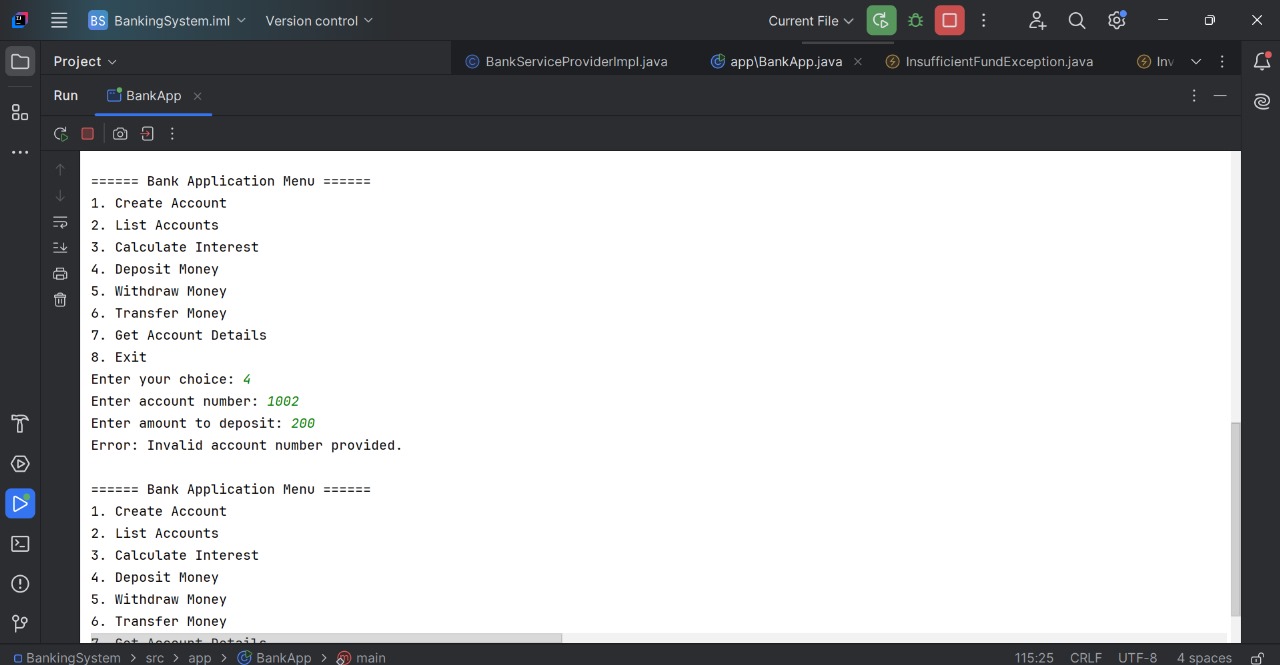 BS BankingSystem.iml Version control Current File
Project BankServiceProviderImpl.java app\BankApp.java InsufficientFundException.java Inv
Run BankApp
====== Bank Application Menu ======
1. Create Account
2. List Accounts
3. Calculate Interest
4. Deposit Money
5. Withdraw Money
6. Transfer Money
7. Get Account Details
8. Exit
Enter your choice: 4
Enter account number: 1002
Enter amount to deposit: 200
Error: Invalid account number provided.
====== Bank Application Menu ======
1. Create Account
2. List Accounts
3. Calculate Interest
4. Deposit Money
5. Withdraw Money
6. Transfer Money
7. Get Account Details
BankingSystem > src > app > BankApp > main 115:25 CRLF UTF-8 4 spaces